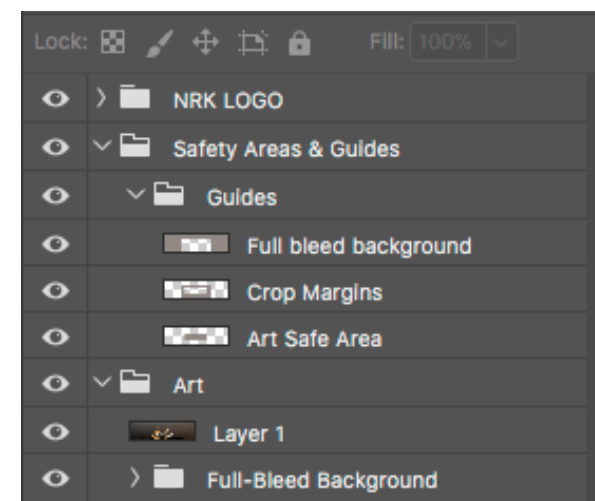 Lock: Fill: 100%
NRK LOGO
Safety Areas & Guides
Guides
Full bleed background
Crop Margins
Art Safe Area
Art
Layer 1
Full-Bleed Background